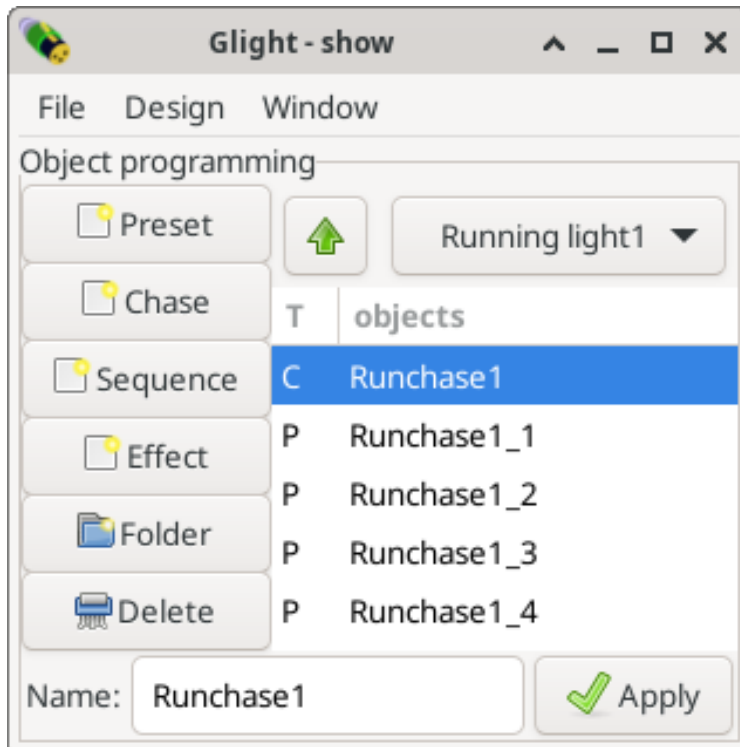 Glight - show
File Design Window
Object programming
Preset
Chase
Sequence
Effect
Folder
Delete
Running light1
T objects
C Runchase1
P Runchase1_1
P Runchase1_2
P Runchase1_3
P Runchase1_4
Name: Runchase1 Apply